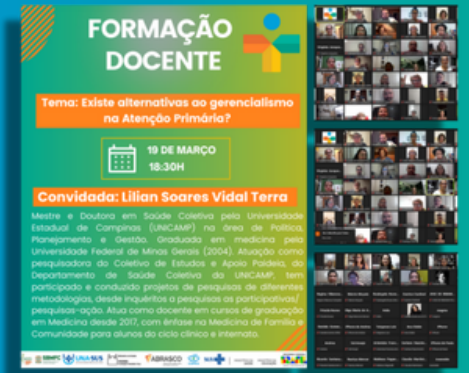 FORMAÇÃO
DOCENTE
Tema: Existe alternativas ao gerencialismo
na Atenção Primária?
19 DE MARÇO
18:30H
Convidada: Lilian Soares Vidal Terra
Mestre e Doutora em Saúde Coletiva pela Universidade
Estadual de Campinas (UNICAMP) na área de Política,
Planejamento e Gestão. Graduada em medicina pela
Universidade Federal de Minas Gerais (2004). Atuação como
pesquisadora do Coletivo de Estudos e Apoio Paideia, do
Departamento de Saúde Coletiva da UNICAMP, tem
participado e conduzido projetos de pesquisas de diferentes
metodologias, desde inquéritos a pesquisas as participativas/
pesquisas-ação. Atua como docente em cursos de graduação
em Medicina desde 2017, com ênfase na Medicina de Família e
Comunidade para alunos do ciclo clínico e internato.
SBMFC UNA-SUS ABRASCO SUS